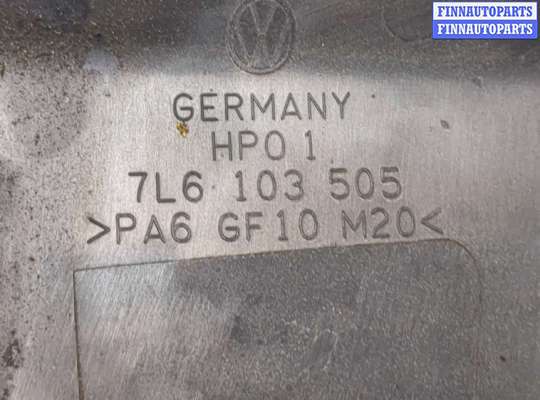 FINNAUTOPARTS
FINNAUTOPARTS
GERMANY
HPO 1
7L6 103 505
>PA6 GF10 M20<